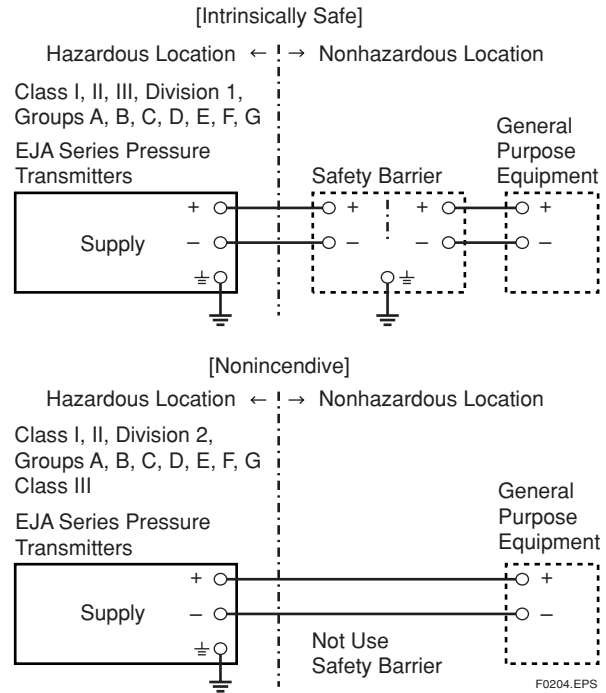 [Intrinsically Safe]
Hazardous Location ← → Nonhazardous Location
Class I, II, III, Division 1,
Groups A, B, C, D, E, F, G
EJA Series Pressure
Transmitters
Safety Barrier
General
Purpose
Equipment
+ + + +
Supply – – – –
[Nonincendive]
Hazardous Location ← → Nonhazardous Location
Class I, II, Division 2,
Groups A, B, C, D, E, F, G
Class III
EJA Series Pressure
Transmitters
General
Purpose
Equipment
+ +
Supply – –
Not Use
Safety Barrier
F0204.EPS